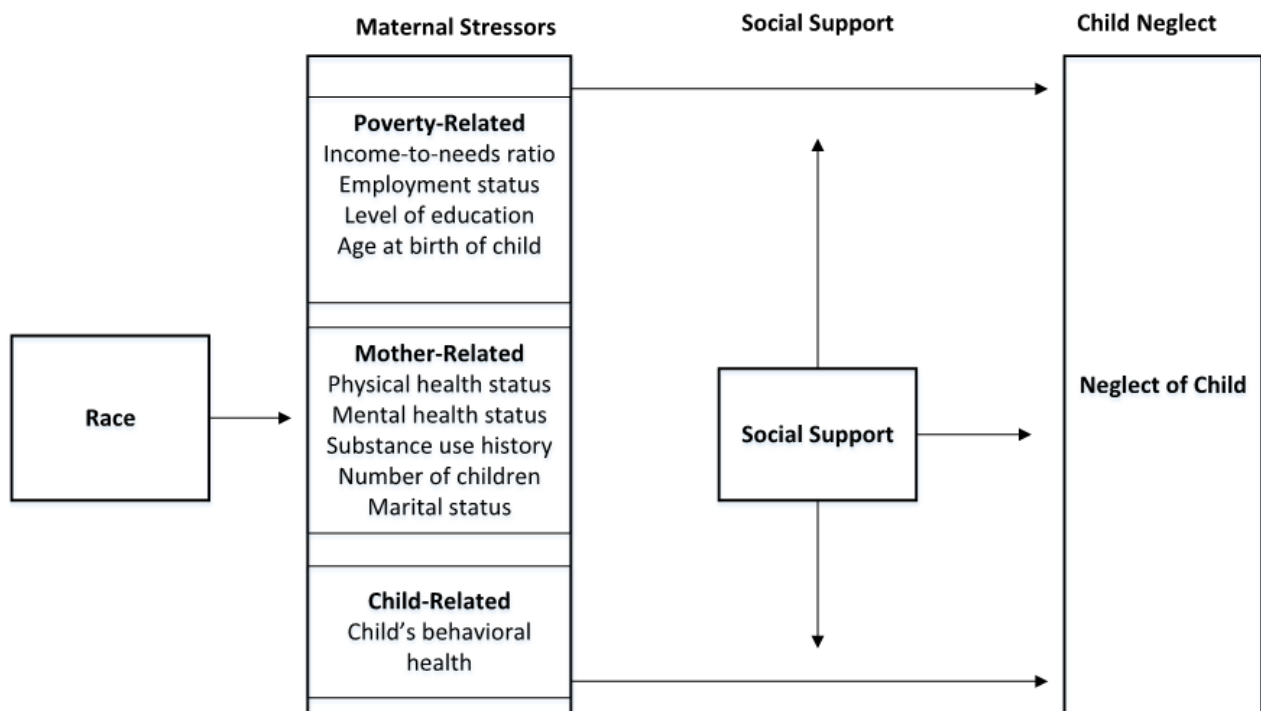 Maternal Stressors
Social Support
Child Neglect
Poverty-Related
Income-to-needs ratio
Employment status
Level of education
Age at birth of child
Race
Mother-Related
Physical health status
Mental health status
Substance use history
Number of children
Marital status
Child-Related
Child's behavioral
health
Social Support
Neglect of Child